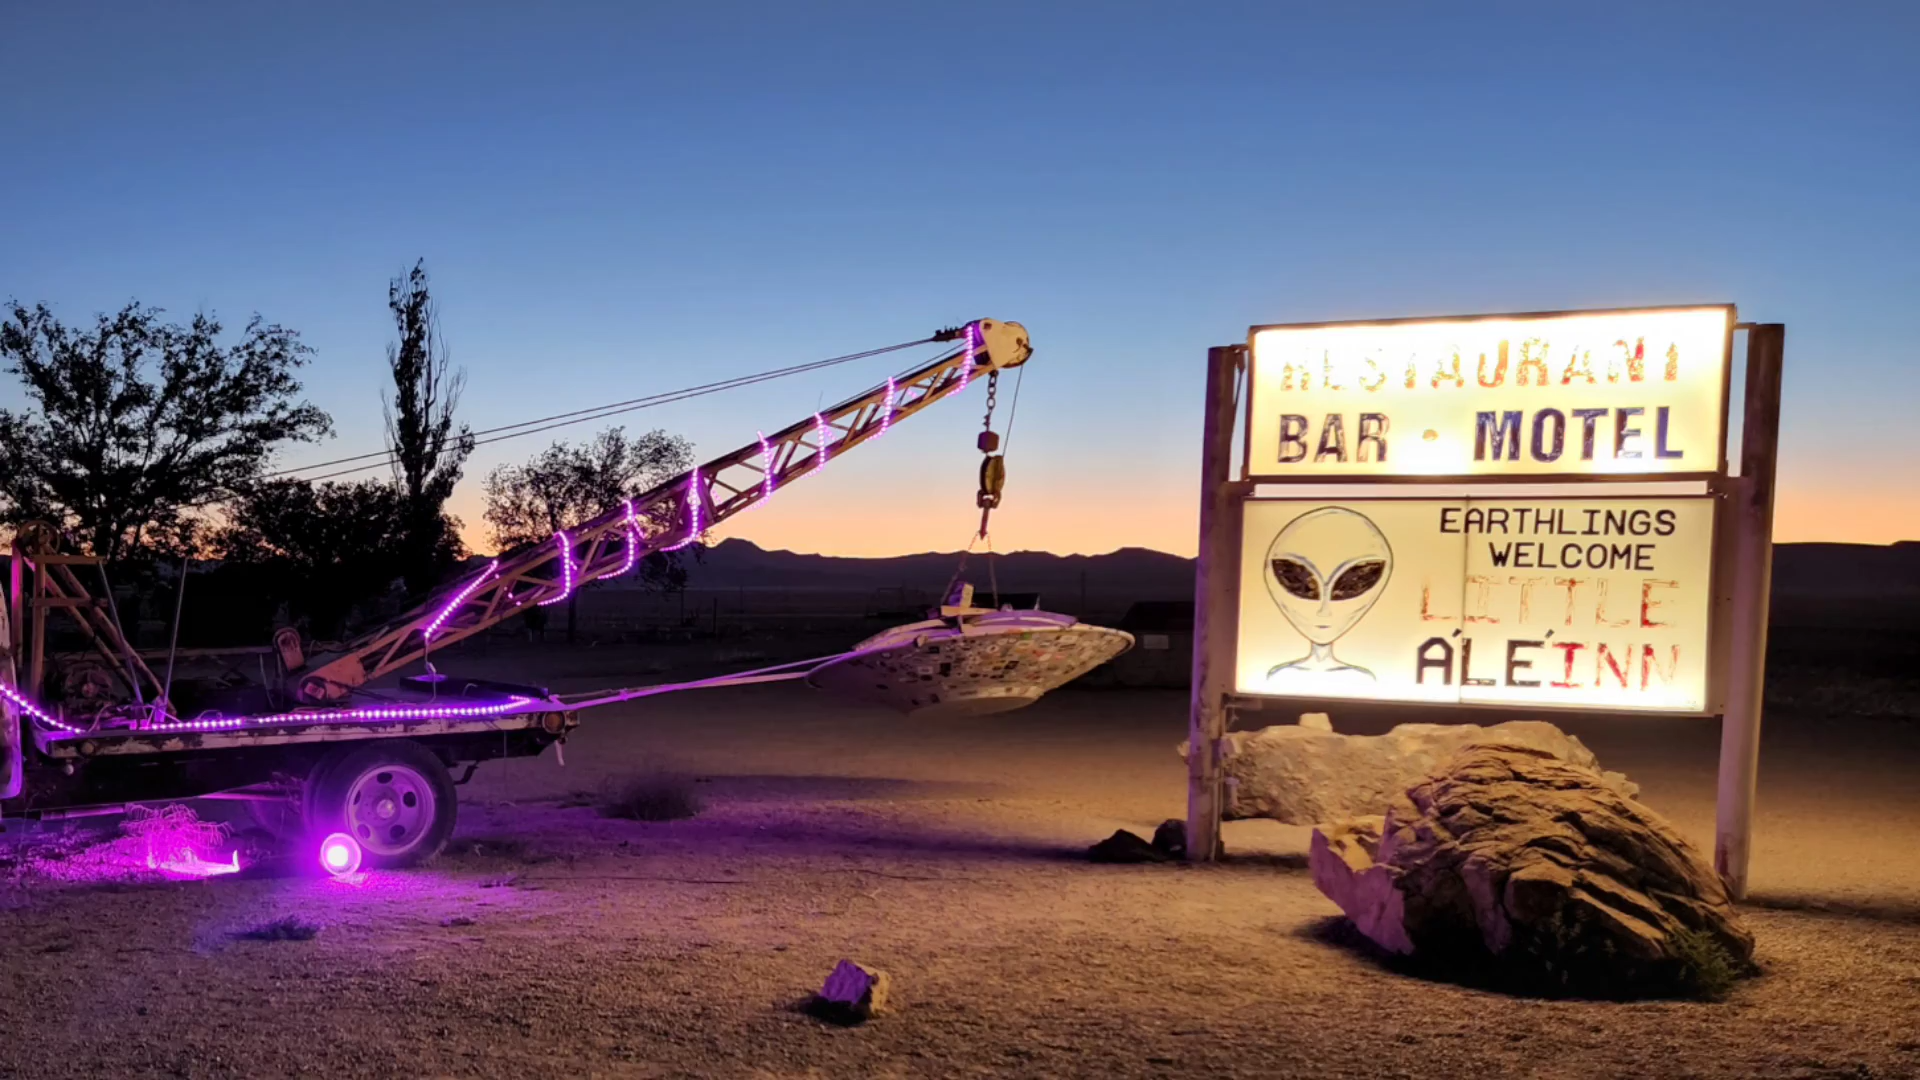 RESTAURANT
BAR · MOTEL
EARTHLINGS
WELCOME
LITTLE
A'LE'INN